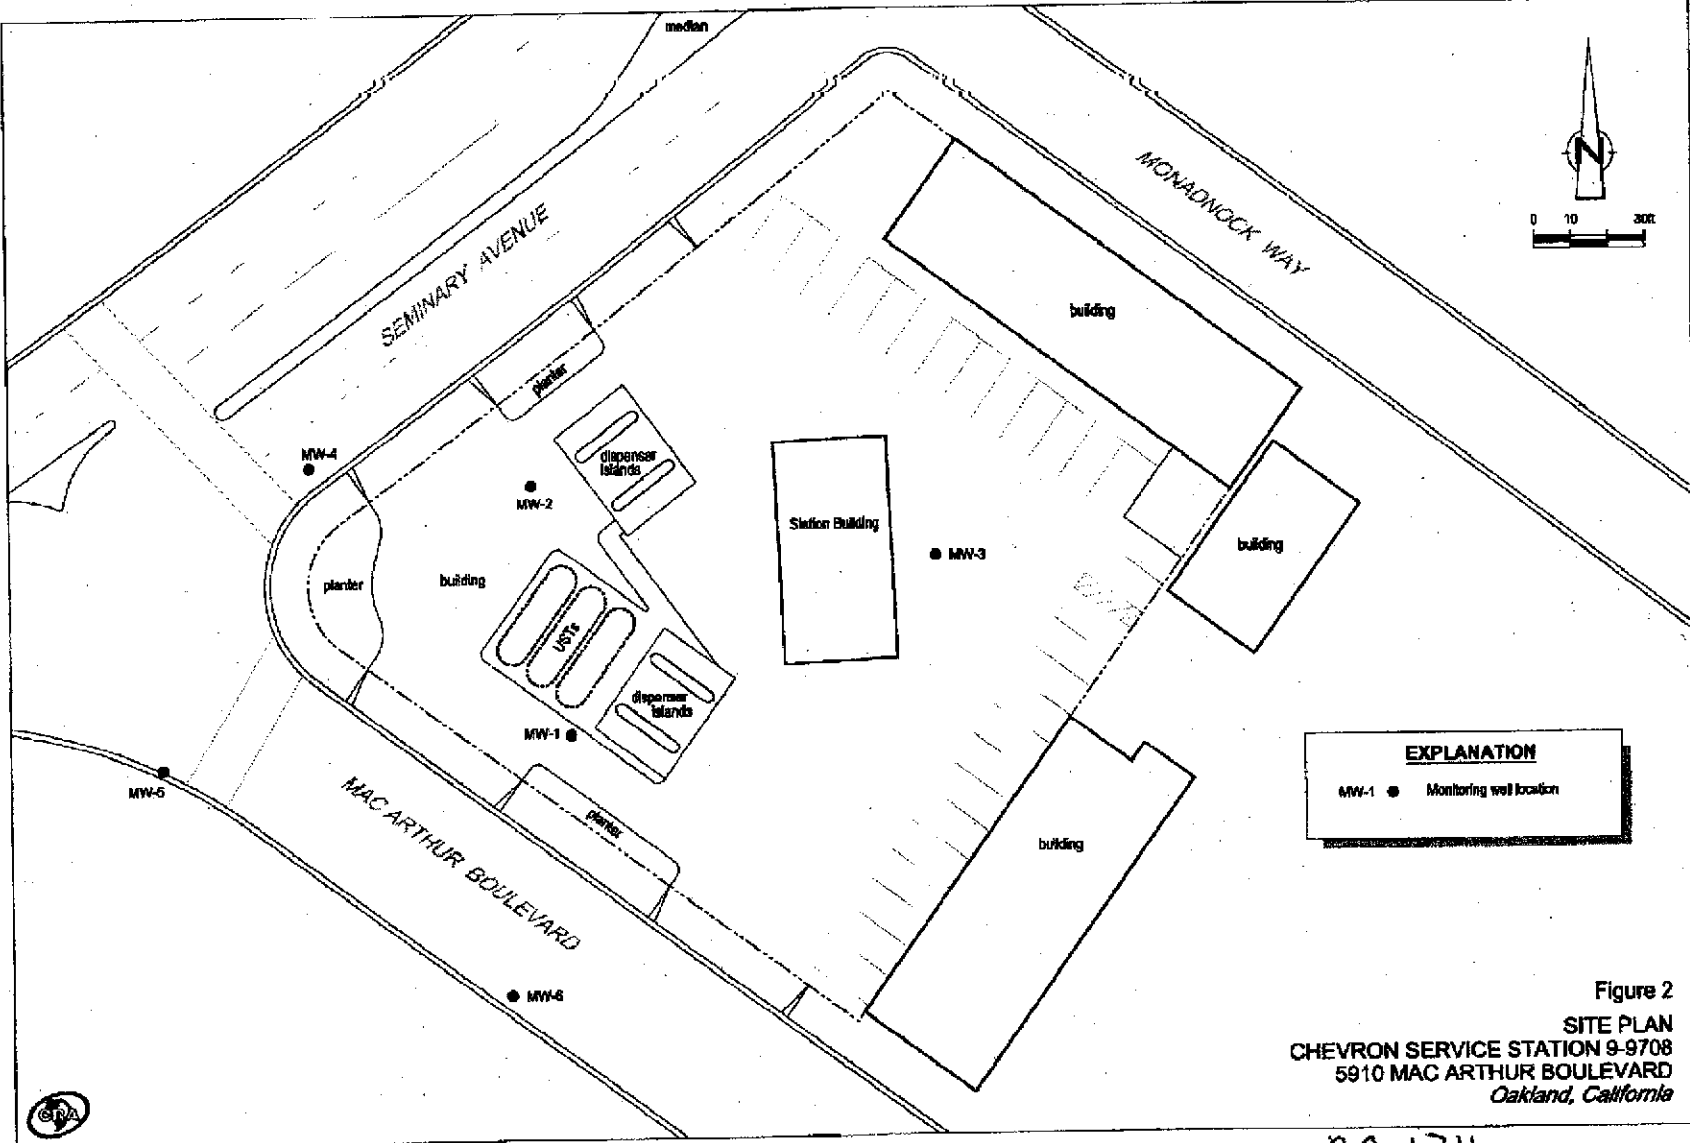 median
N
0 10 30ft
MONADNOCK WAY
SEMINARY AVENUE
building
planter
MW-4
dispenser
islands
MW-2
Station Building
MW-3
building
planter
building
USTs
dispenser
islands
MW-1
MW-5
MAC ARTHUR BOULEVARD
planter
building
MW-6
EXPLANATION
MW-1 Monitoring well location
Figure 2
SITE PLAN
CHEVRON SERVICE STATION 9-9708
5910 MAC ARTHUR BOULEVARD
Oakland, California
CRA